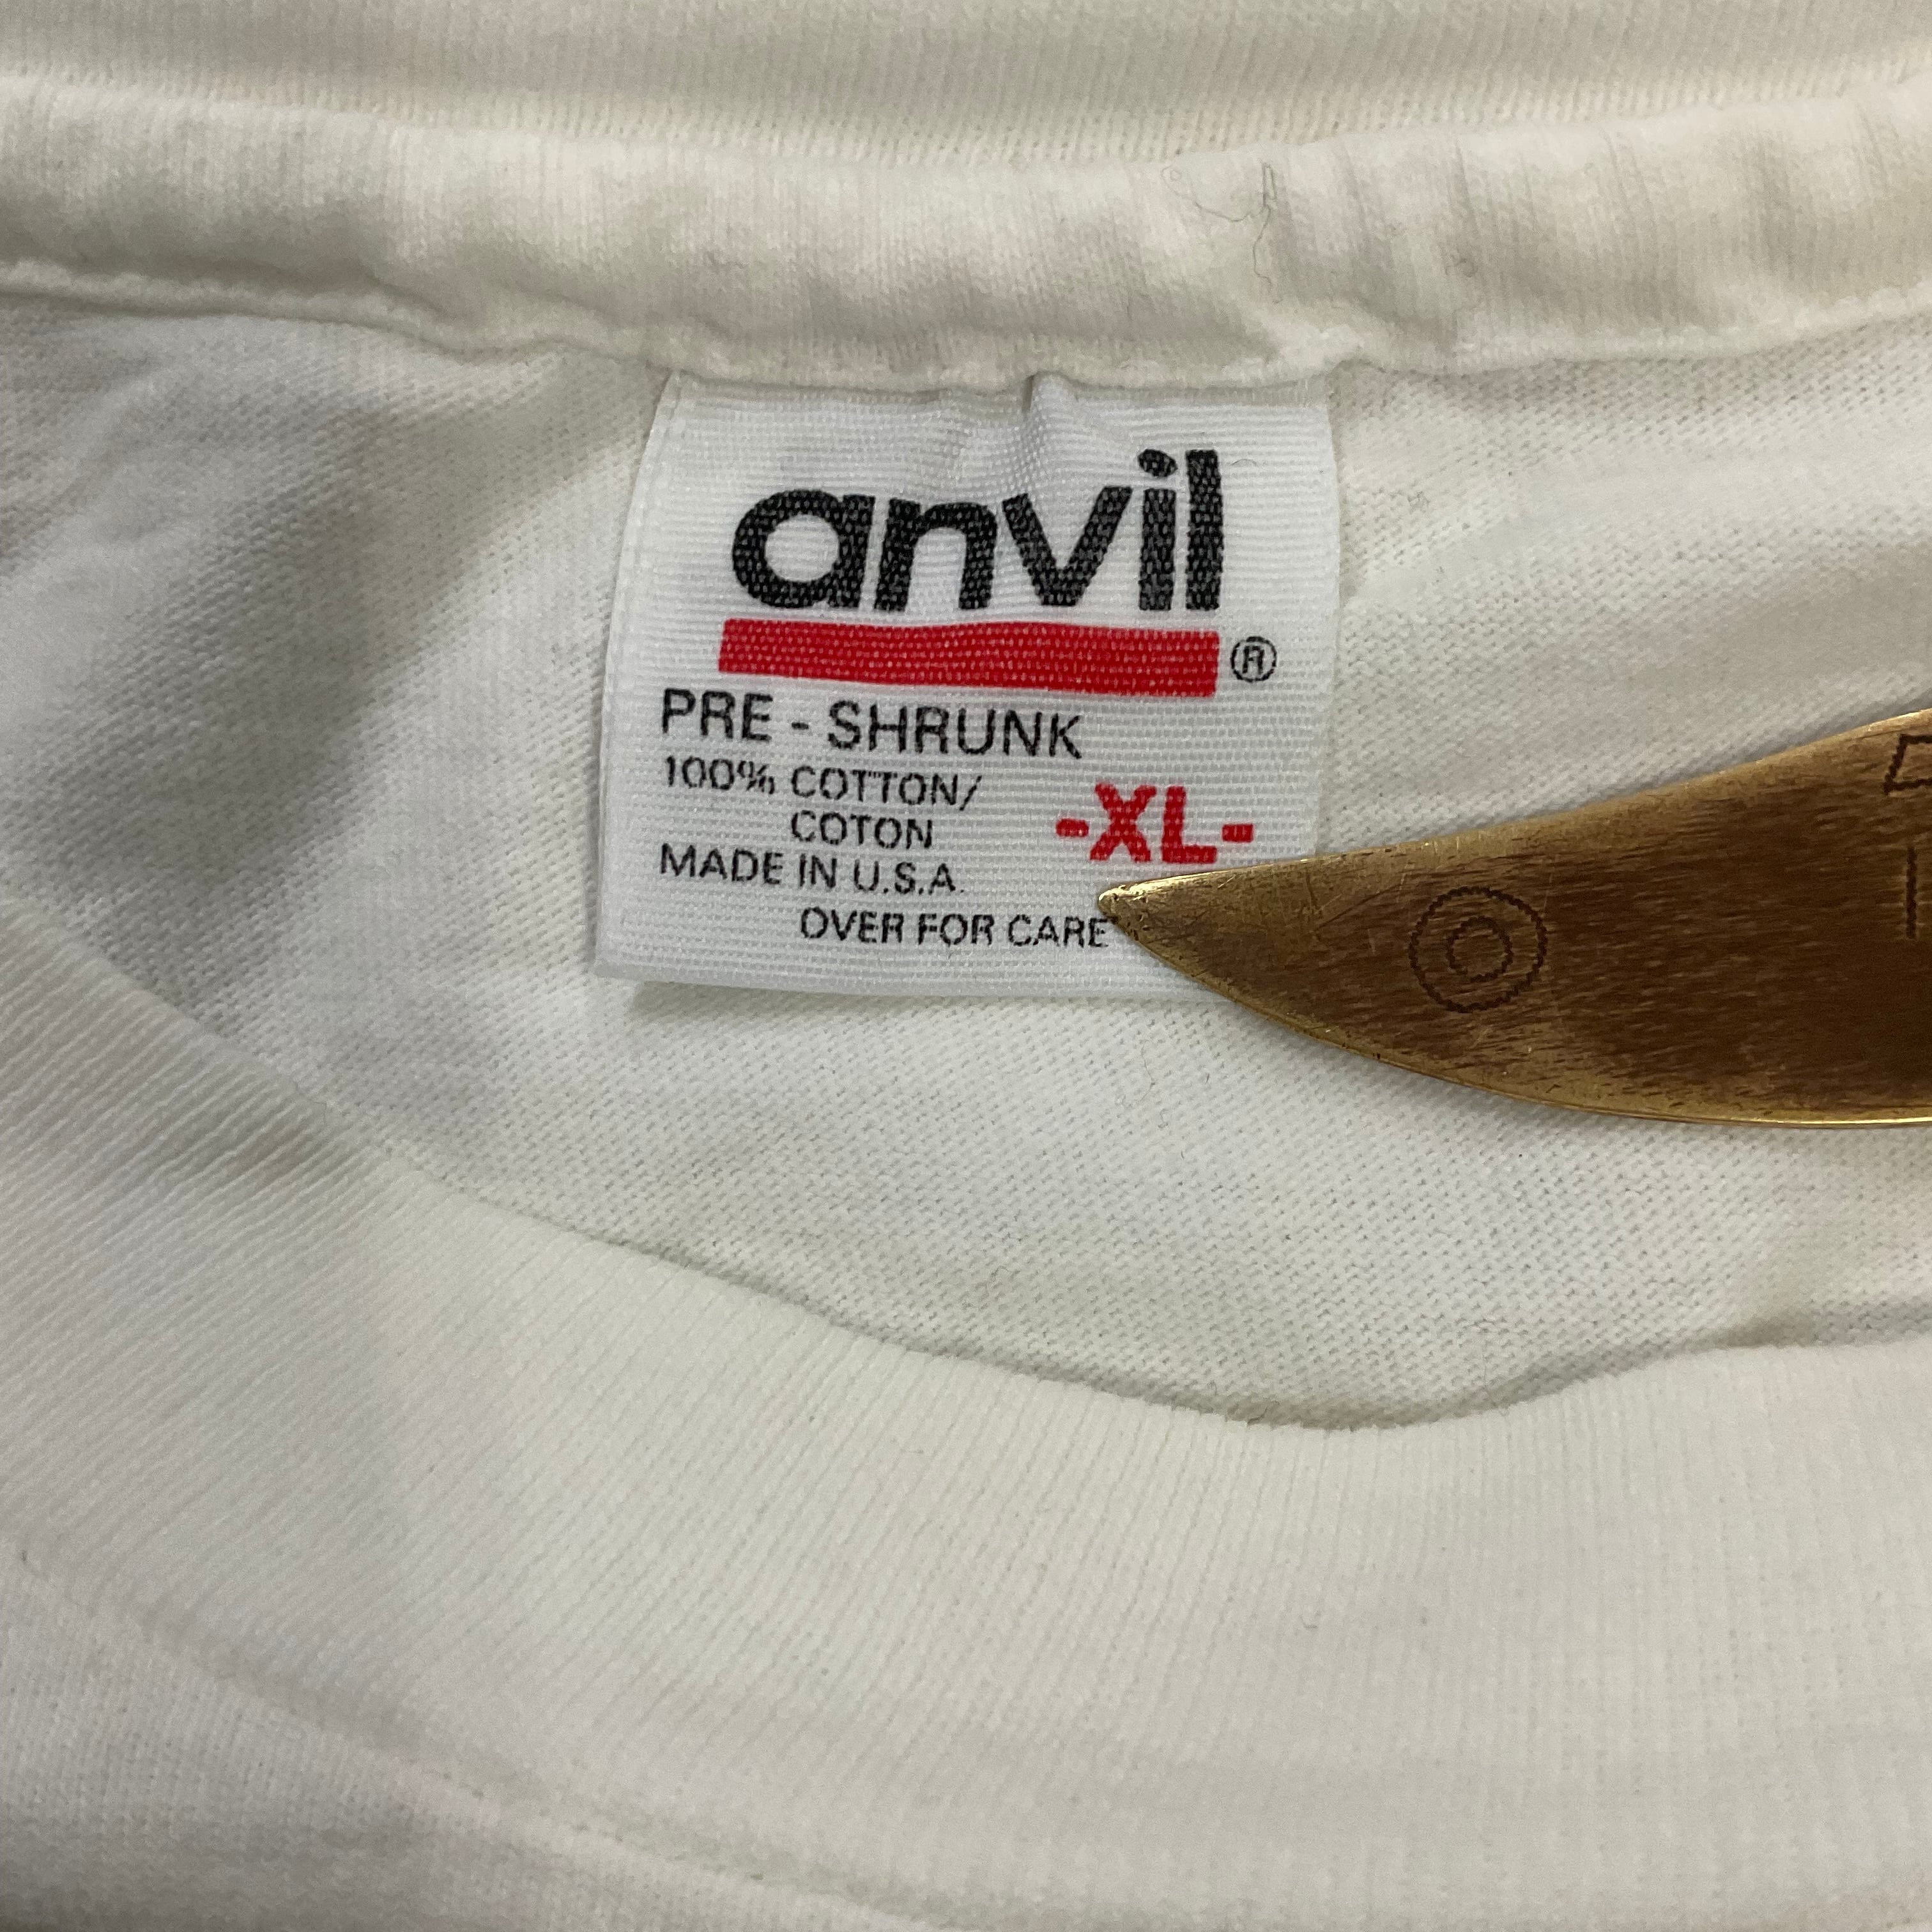 anvil
®
PRE - SHRUNK
100% COTTON/
COTON
-XL-
MADE IN U.S.A.
OVER FOR CARE